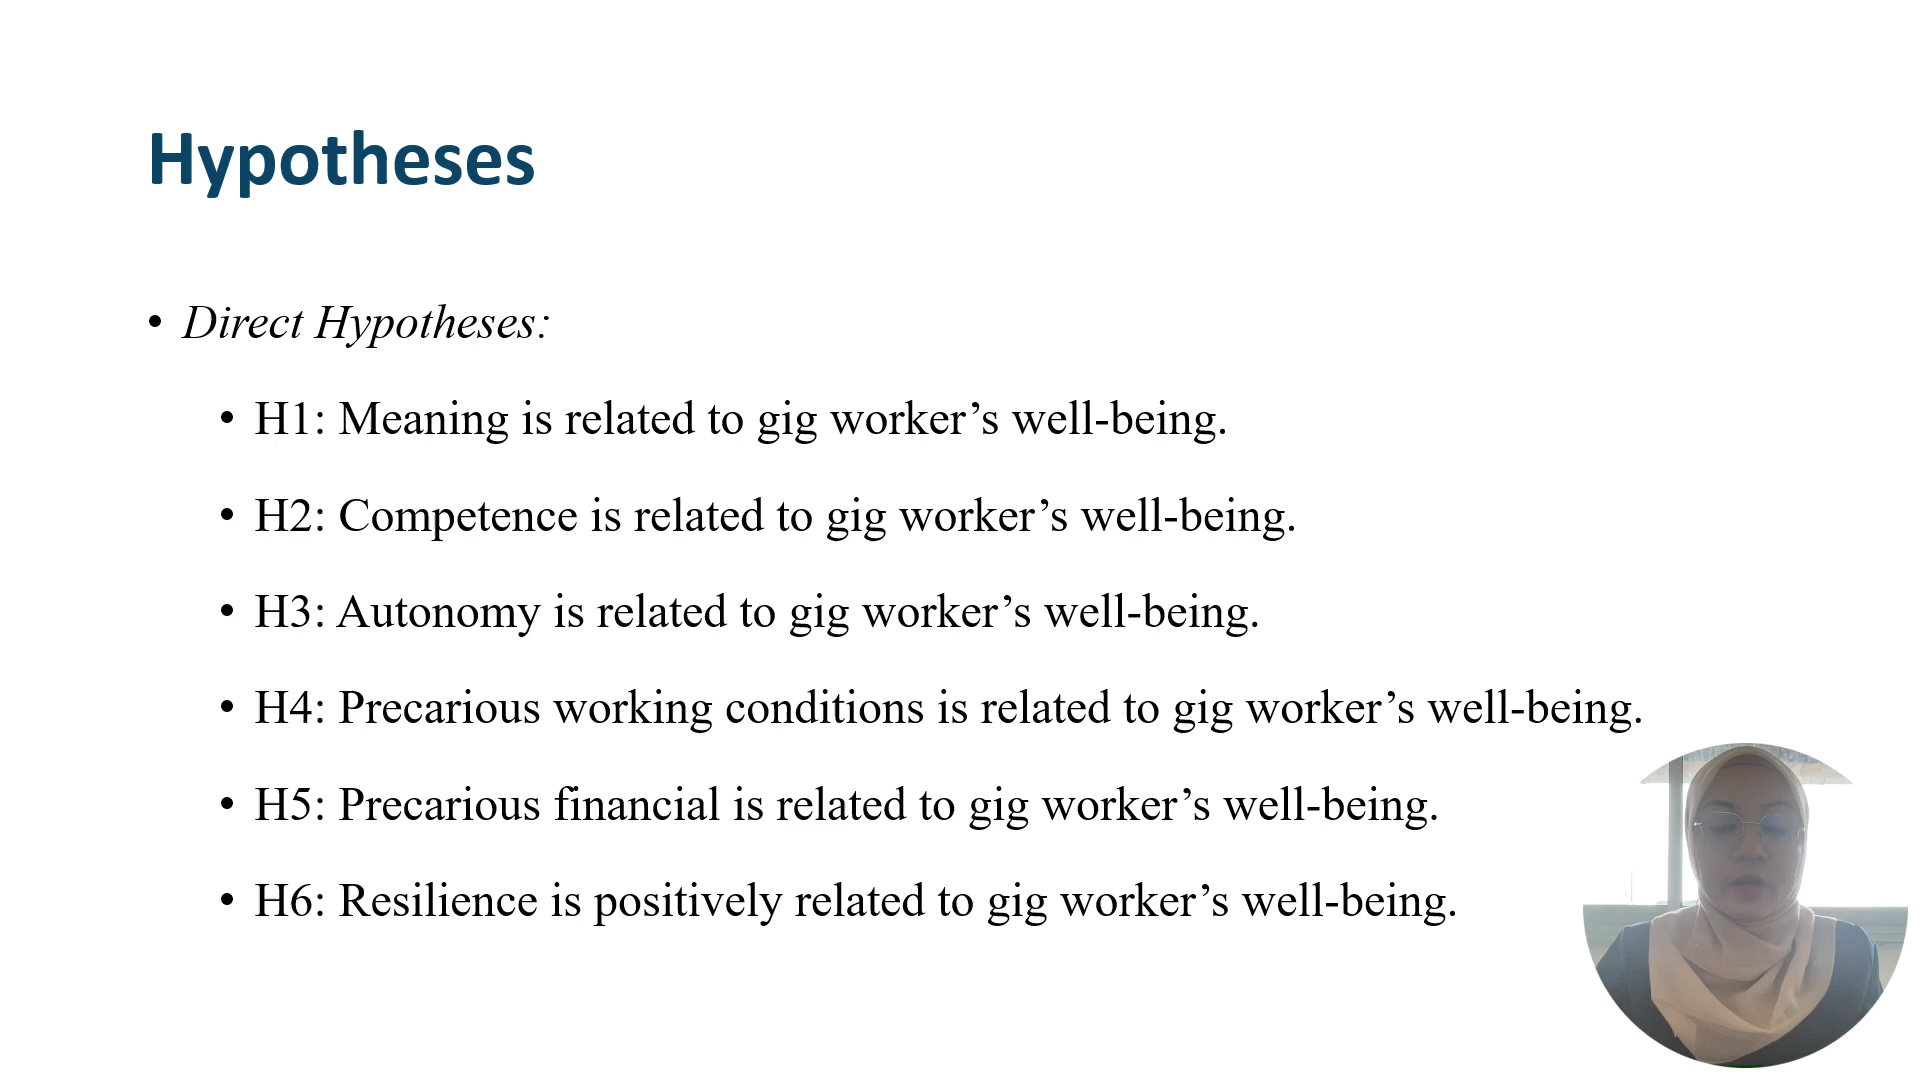 Hypotheses
• Direct Hypotheses:
• H1: Meaning is related to gig worker’s well-being.
• H2: Competence is related to gig worker’s well-being.
• H3: Autonomy is related to gig worker’s well-being.
• H4: Precarious working conditions is related to gig worker’s well-being.
• H5: Precarious financial is related to gig worker’s well-being.
• H6: Resilience is positively related to gig worker’s well-being.